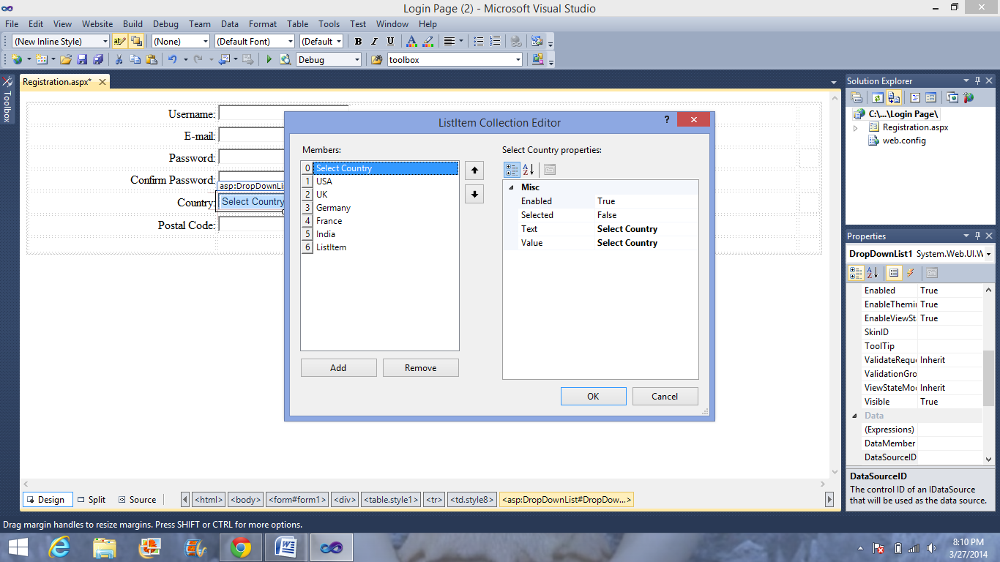 Login Page (2) - Microsoft Visual Studio
File Edit View Website Build Debug Team Data Format Table Tools Test Window Help
(New Inline Style) (None) (Default Font) (Default B I U A
Debug toolbox
Toolbox
Registration.aspx*
Username:
E-mail:
Password:
Confirm Password:
asp:DropDownLis
Country: Select Country
Postal Code:
ListItem Collection Editor ?
Members:
0 Select Country
1 USA
2 UK
3 Germany
4 France
5 India
6 ListItem
Add Remove
Select Country properties:
Misc
Enabled True
Selected False
Text Select Country
Value Select Country
OK Cancel
Solution Explorer
C:\...\Login Page\
Registration.aspx
web.config
Properties
DropDownList1 System.Web.UI.W
Enabled True
EnableThemi True
EnableViewSt True
SkinID
ToolTip
ValidateReque Inherit
ValidationGro
ViewStateMo Inherit
Visible True
Data
(Expressions)
DataMember
DataSourceID
DataSourceID
The control ID of an IDataSource
that will be used as the data source.
Design Split Source <html> <body> <form#form1> <div> <table.style1> <tr> <td.style8> <asp:DropDownList#DropDow...>
Drag margin handles to resize margins. Press SHIFT or CTRL for more options.
8:10 PM
3/27/2014